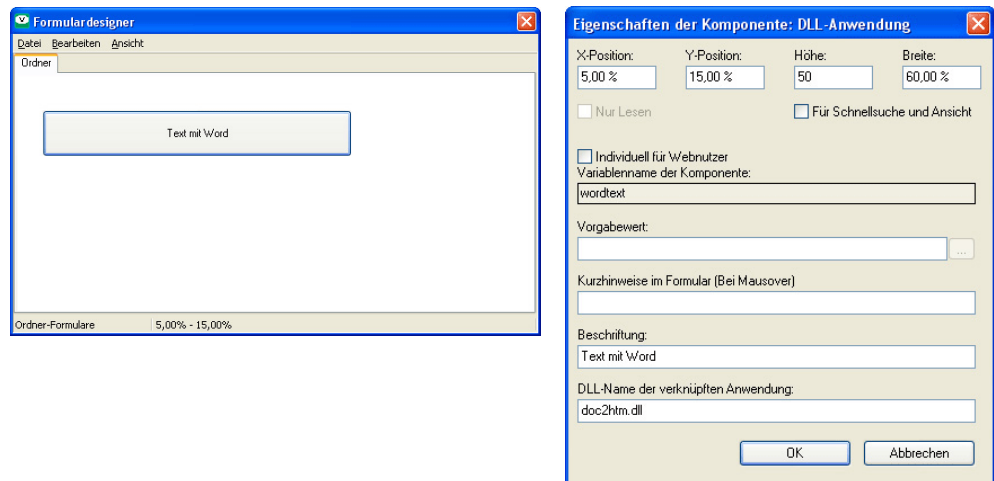 Formulardesigner
Datei Bearbeiten Ansicht
Ordner
Text mit Word
Ordner-Formulare 5,00% - 15,00%
Eigenschaften der Komponente: DLL-Anwendung
X-Position: Y-Position: Höhe: Breite:
5,00 % 15,00 % 50 60,00 %
Nur Lesen Für Schnellsuche und Ansicht
Individuell für Webnutzer
Variablenname der Komponente:
wordtext
Vorgabewert:
...
Kurzhinweise im Formular (Bei Mausover)
Beschriftung:
Text mit Word
DLL-Name der verknüpften Anwendung:
doc2htm.dll
OK Abbrechen